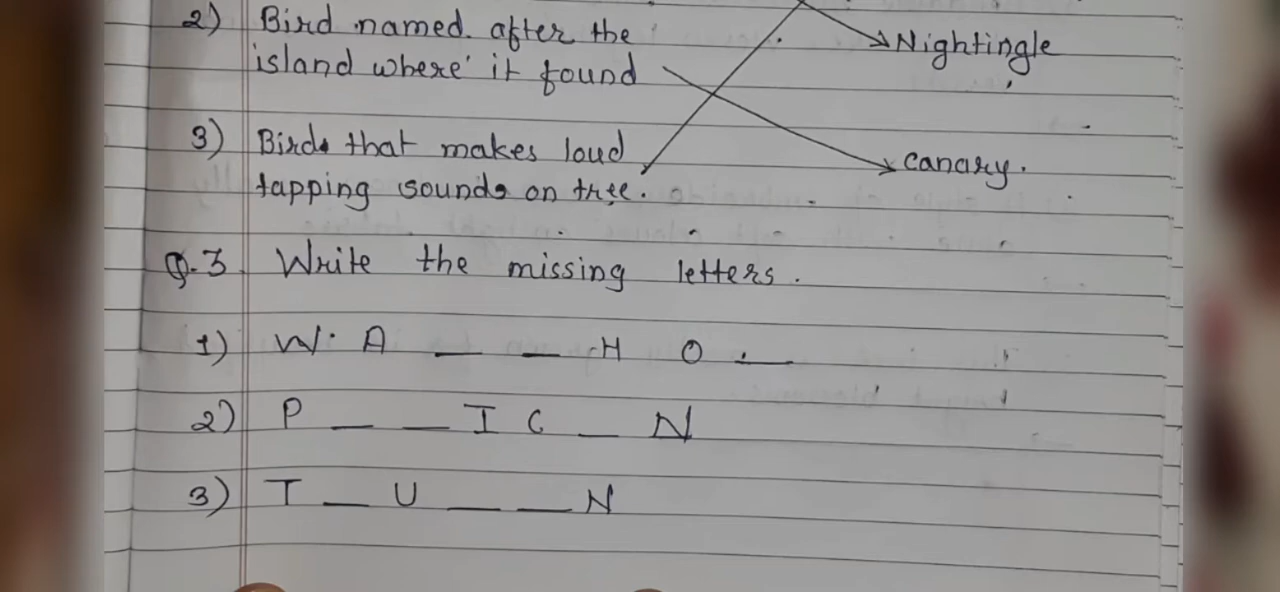 2) Bird named. after the
island where it found
Nightingle
3) Birds that makes loud
tapping sounds on tree.
canary.
Q.3. Write the missing letters.
1) W A _ _ H O _
2) P _ _ I C _ N
3) T _ U _ _ N